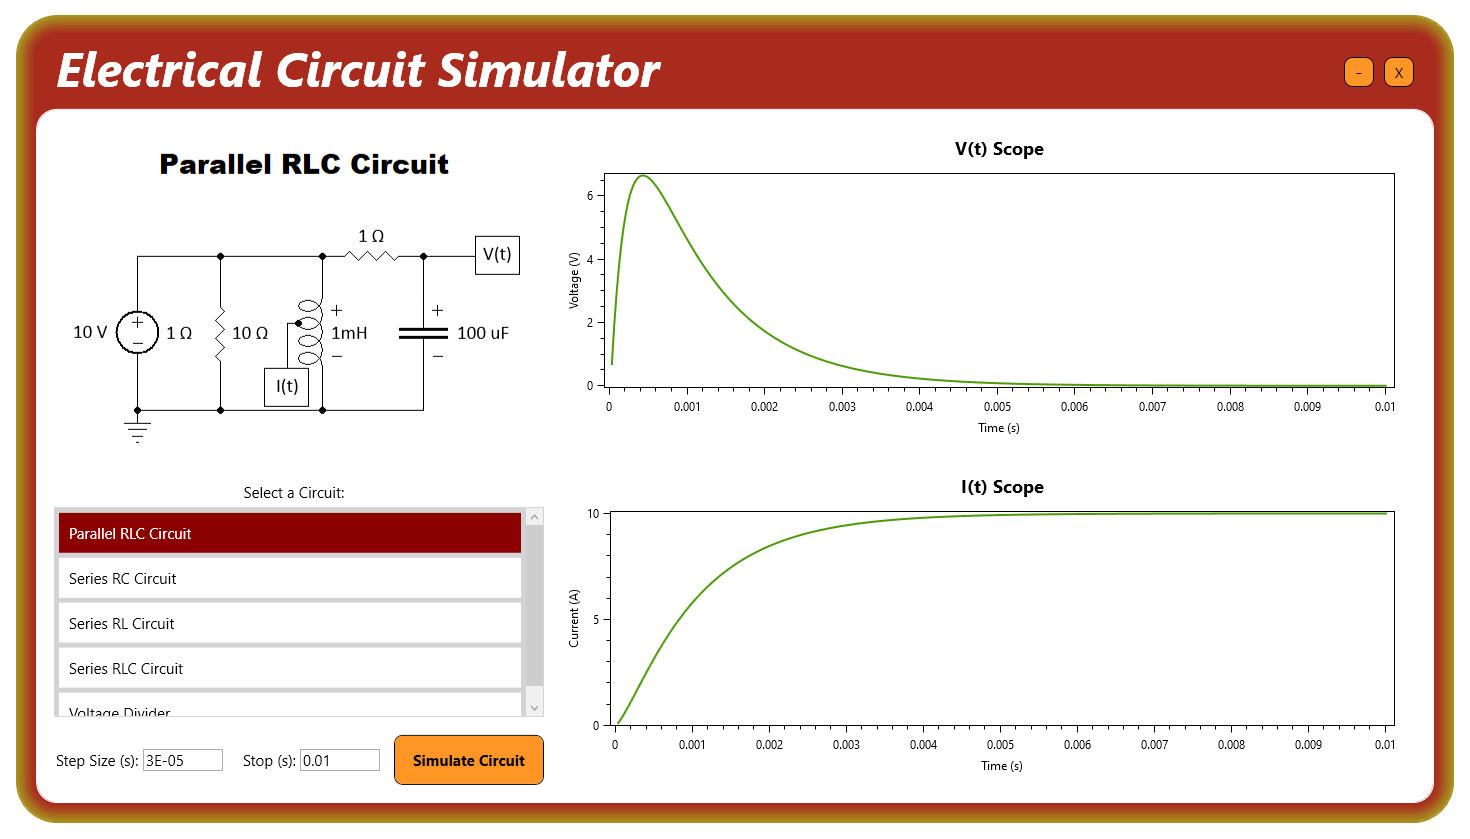 Electrical Circuit Simulator
-
X
Parallel RLC Circuit
1 Ω
V(t)
+
10 V
+
-
1 Ω
10 Ω
+
1mH
-
I(t)
+
100 uF
-
Select a Circuit:
Parallel RLC Circuit
Series RC Circuit
Series RL Circuit
Series RLC Circuit
Voltage Divider
Step Size (s): 3E-05 Stop (s): 0.01 Simulate Circuit
V(t) Scope
Voltage (V)
6
4
2
0
0 0.001 0.002 0.003 0.004 0.005 0.006 0.007 0.008 0.009 0.01
Time (s)
I(t) Scope
Current (A)
10
5
0
0 0.001 0.002 0.003 0.004 0.005 0.006 0.007 0.008 0.009 0.01
Time (s)